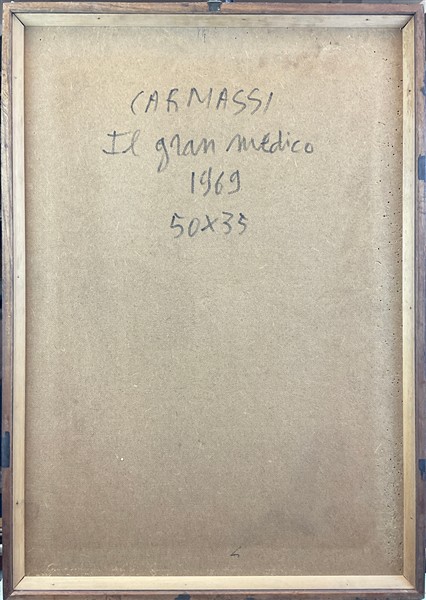 CARMASSI
Il gran medico
1969
50x35